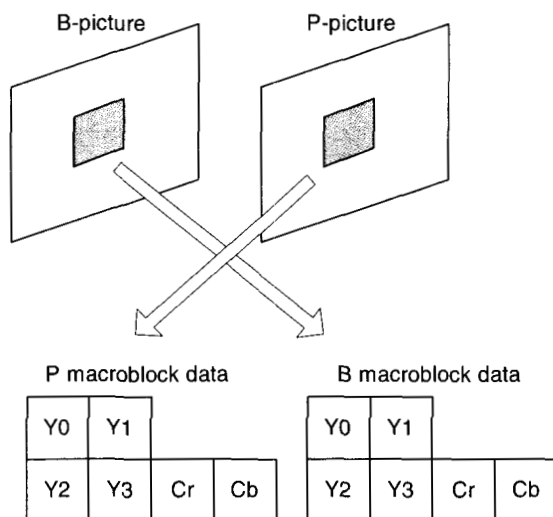 B-picture P-picture
P macroblock data B macroblock data
Y0 Y1 Y0 Y1
Y2 Y3 Cr Cb Y2 Y3 Cr Cb